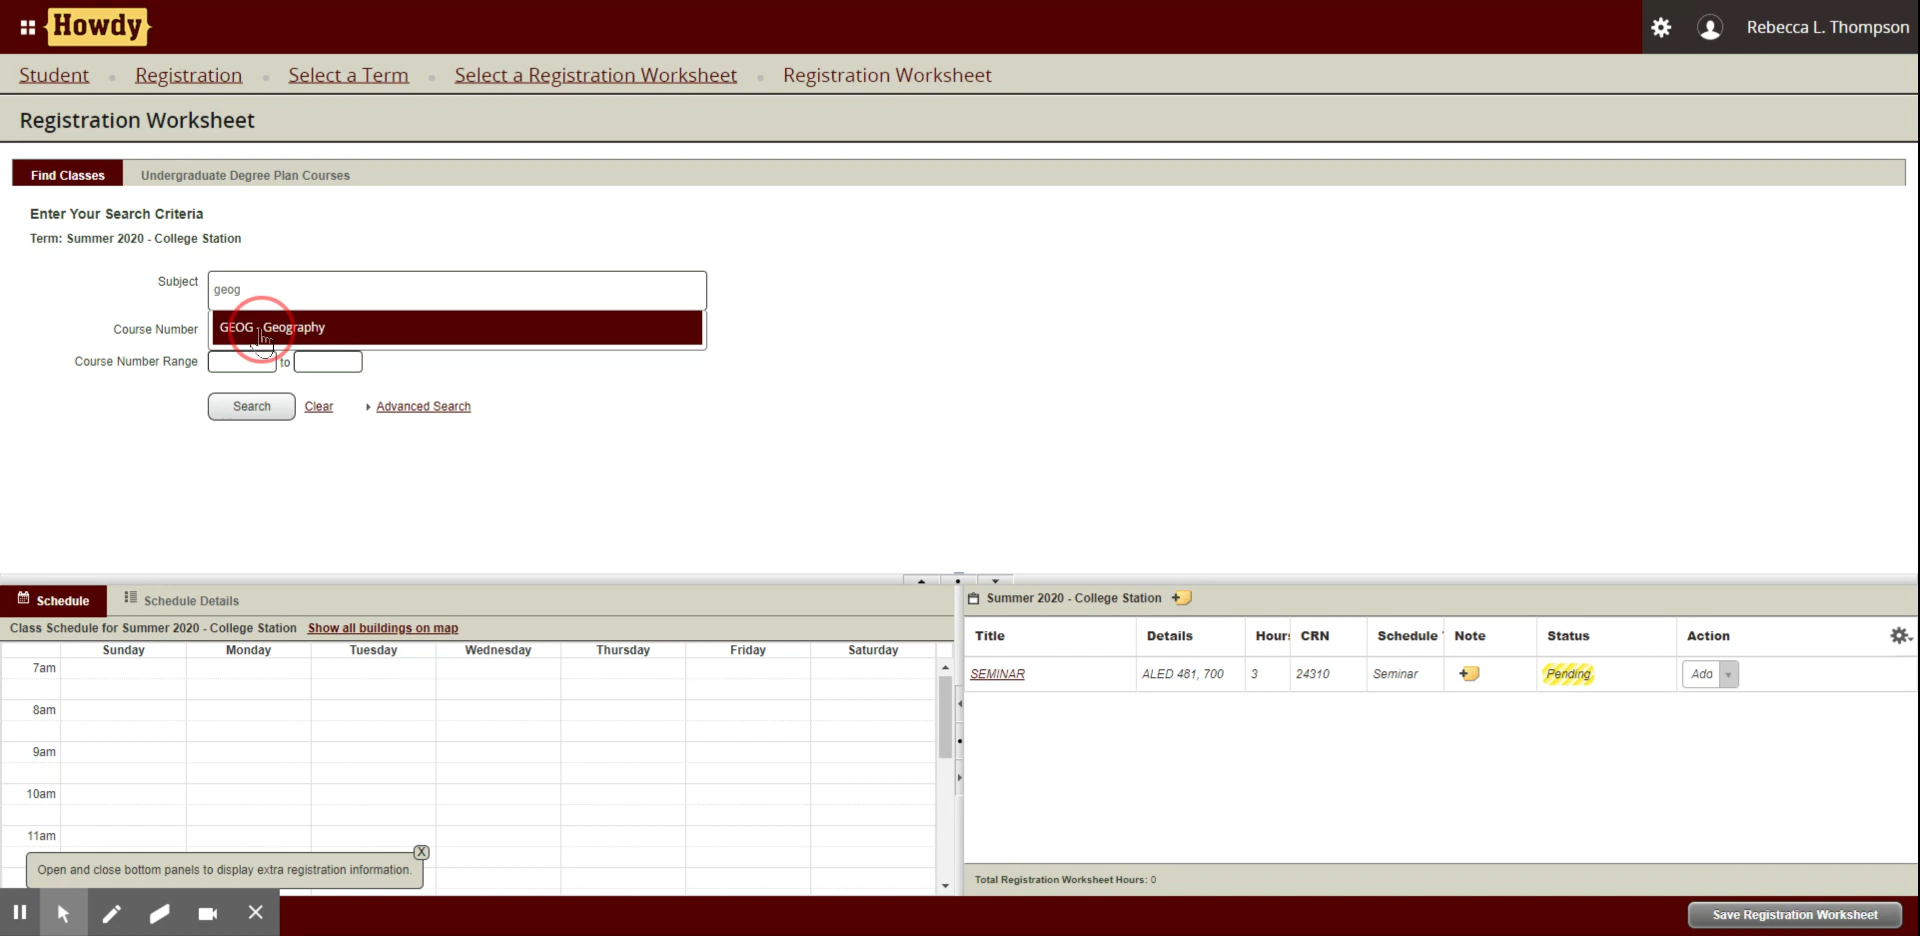 Howdy
Rebecca L. Thompson
Student Registration Select a Term Select a Registration Worksheet Registration Worksheet
Registration Worksheet
Find Classes Undergraduate Degree Plan Courses
Enter Your Search Criteria
Term: Summer 2020 - College Station
Subject geog
Course Number GEOG - Geography
Course Number Range to
Search Clear Advanced Search
Schedule Schedule Details
Class Schedule for Summer 2020 - College Station Show all buildings on map
Sunday Monday Tuesday Wednesday Thursday Friday Saturday
7am
8am
9am
10am
11am
X
Open and close bottom panels to display extra registration information.
Summer 2020 - College Station
Title Details Hours CRN Schedule Note Status Action
SEMINAR ALED 481, 700 3 24310 Seminar Pending Add
Total Registration Worksheet Hours: 0
Save Registration Worksheet